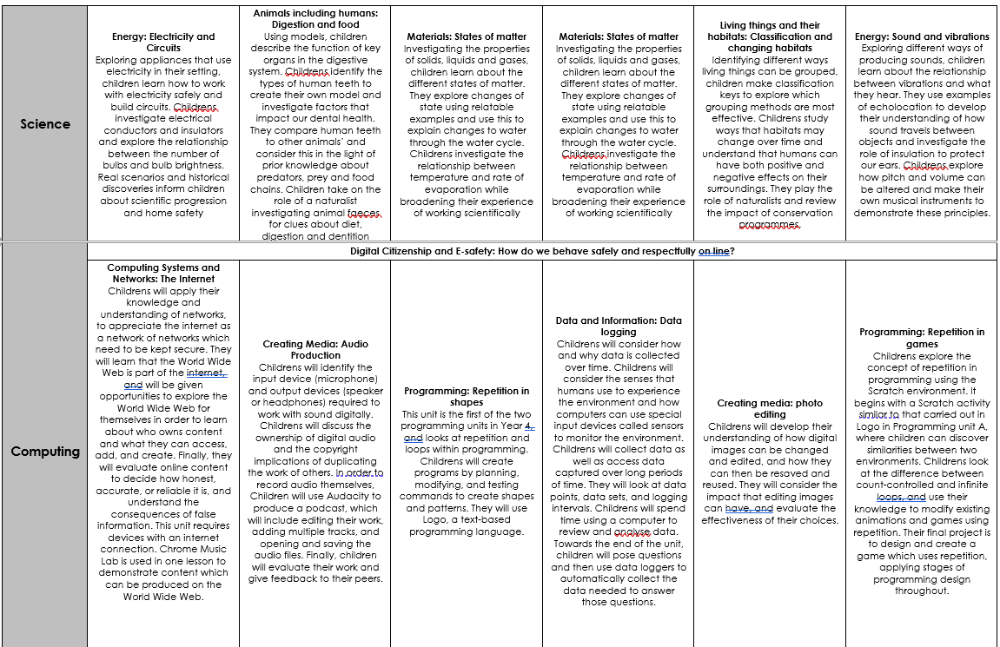 Science
Energy: Electricity and
Circuits
Exploring appliances that use
electricity in their setting,
children learn how to work
with electricity safely and
build circuits. Childrens
investigate electrical
conductors and insulators
and explore the relationship
between the number of
bulbs and bulb brightness.
Real scenarios and historical
discoveries inform children
about scientific progression
and home safety
Animals including humans:
Digestion and food
Using models, children
describe the function of key
organs in the digestive
system. Childrens identify the
types of human teeth to
create their own model and
investigate factors that
impact our dental health.
They compare human teeth
to other animals' and
consider this in the light of
prior knowledge about
predators, prey and food
chains. Children take on the
role of a naturalist
investigating animal faeces
for clues about diet,
digestion and dentition
Materials: States of matter
Investigating the properties
of solids, liquids and gases,
children learn about the
different states of matter.
They explore changes of
state using relatable
examples and use this to
explain changes to water
through the water cycle.
Childrens investigate the
relationship between
temperature and rate of
evaporation while
broadening their experience
of working scientifically
Materials: States of matter
Investigating the properties
of solids, liquids and gases,
children learn about the
different states of matter.
They explore changes of
state using relatable
examples and use this to
explain changes to water
through the water cycle.
Childrens investigate the
relationship between
temperature and rate of
evaporation while
broadening their experience
of working scientifically
Living things and their
habitats: Classification and
changing habitats
Identifying different ways
living things can be grouped,
children make classification
keys to explore which
grouping methods are most
effective. Childrens study
ways that habitats may
change over time and
understand that humans can
have both positive and
negative effects on their
surroundings. They play the
role of naturalists and review
the impact of conservation
programmes.
Energy: Sound and vibrations
Exploring different ways of
producing sounds, children
learn about the relationship
between vibrations and what
they hear. They use examples
of echolocation to develop
their understanding of how
sound travels between
objects and investigate the
role of insulation to protect
our ears. Childrens explore
how pitch and volume can
be altered and make their
own musical instruments to
demonstrate these principles.
Computing
Digital Citizenship and E-safety: How do we behave safely and respectfully on-line?
Computing Systems and
Networks: The Internet
Childrens will apply their
knowledge and
understanding of networks,
to appreciate the internet as
a network of networks which
need to be kept secure. They
will learn that the World Wide
Web is part of the internet,
and will be given
opportunities to explore the
World Wide Web for
themselves in order to learn
about who owns content
and what they can access,
add, and create. Finally, they
will evaluate online content
to decide how honest,
accurate, or reliable it is, and
understand the
consequences of false
information. This unit requires
devices with an internet
connection. Chrome Music
Lab is used in one lesson to
demonstrate content which
can be produced on the
World Wide Web.
Creating Media: Audio
Production
Childrens will identify the
input device (microphone)
and output devices (speaker
or headphones) required to
work with sound digitally.
Childrens will discuss the
ownership of digital audio
and the copyright
implications of duplicating
the work of others. In order to
record audio themselves,
Children will use Audacity to
produce a podcast, which
will include editing their work,
adding multiple tracks, and
opening and saving the
audio files. Finally, children
will evaluate their work and
give feedback to their peers.
Programming: Repetition in
shapes
This unit is the first of the two
programming units in Year 4,
and looks at repetition and
loops within programming.
Childrens will create
programs by planning,
modifying, and testing
commands to create shapes
and patterns. They will use
Logo, a text-based
programming language.
Data and Information: Data
logging
Childrens will consider how
and why data is collected
over time. Childrens will
consider the senses that
humans use to experience
the environment and how
computers can use special
input devices called sensors
to monitor the environment.
Childrens will collect data as
well as access data
captured over long periods
of time. They will look at data
points, data sets, and logging
intervals. Childrens will spend
time using a computer to
review and analyse data.
Towards the end of the unit,
children will pose questions
and then use data loggers to
automatically collect the
data needed to answer
those questions.
Creating media: photo
editing
Childrens will develop their
understanding of how digital
images can be changed
and edited, and how they
can then be resaved and
reused. They will consider the
impact that editing images
can have, and evaluate the
effectiveness of their choices.
Programming: Repetition in
games
Childrens explore the
concept of repetition in
programming using the
Scratch environment. It
begins with a Scratch activity
similar to that carried out in
Logo in Programming unit A,
where children can discover
similarities between two
environments. Childrens look
at the difference between
count-controlled and infinite
loops, and use their
knowledge to modify existing
animations and games using
repetition. Their final project is
to design and create a
game which uses repetition,
applying stages of
programming design
throughout.